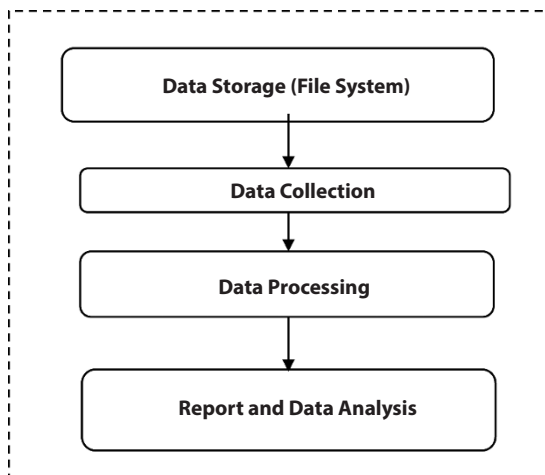 Data Storage (File System)
Data Collection
Data Processing
Report and Data Analysis